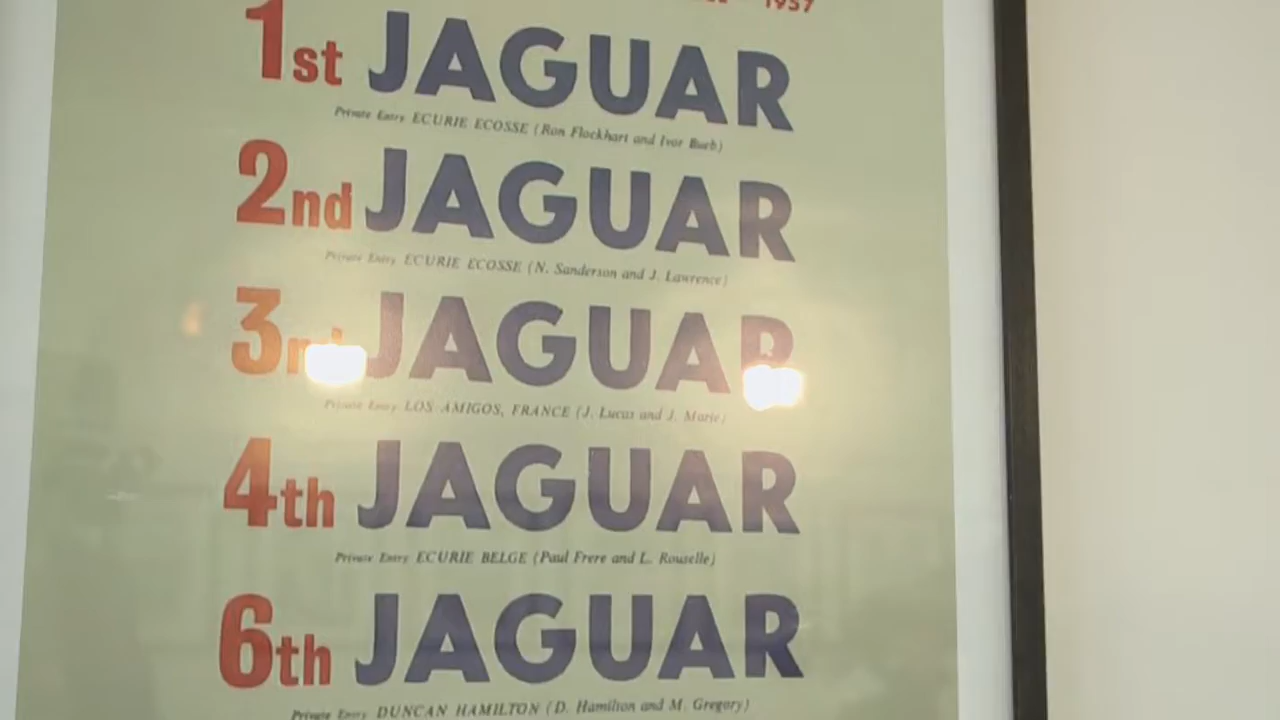 1957
1st JAGUAR
Private Entry ECURIE ECOSSE (Ron Flockhart and Ivor Bueb)
2nd JAGUAR
Private Entry ECURIE ECOSSE (N. Sanderson and J. Lawrence)
3rd JAGUAR
Private Entry LOS AMIGOS, FRANCE (J. Lucas and J. Marie)
4th JAGUAR
Private Entry ECURIE BELGE (Paul Frere and L. Rouselle)
6th JAGUAR
Private Entry DUNCAN HAMILTON (D. Hamilton and M. Gregory)